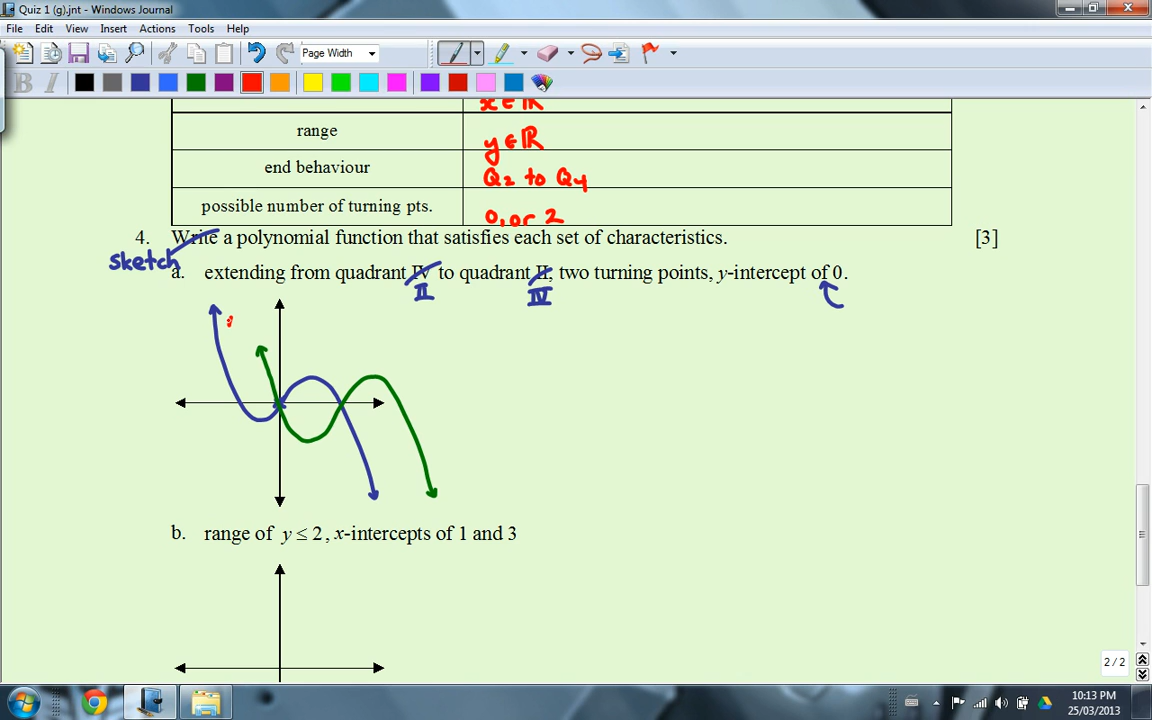 Quiz 1 (g).jnt - Windows Journal
File Edit View Insert Actions Tools Help
Page Width
B I
x ∈ ℝ
range y ∈ ℝ
end behaviour Q2 to Q4
possible number of turning pts. 0, or 2
4. Write a polynomial function that satisfies each set of characteristics. [3]
sketch
a. extending from quadrant IV to quadrant II, two turning points, y-intercept of 0.
II IV
b. range of y ≤ 2, x-intercepts of 1 and 3
2 / 2
10:13 PM
25/03/2013